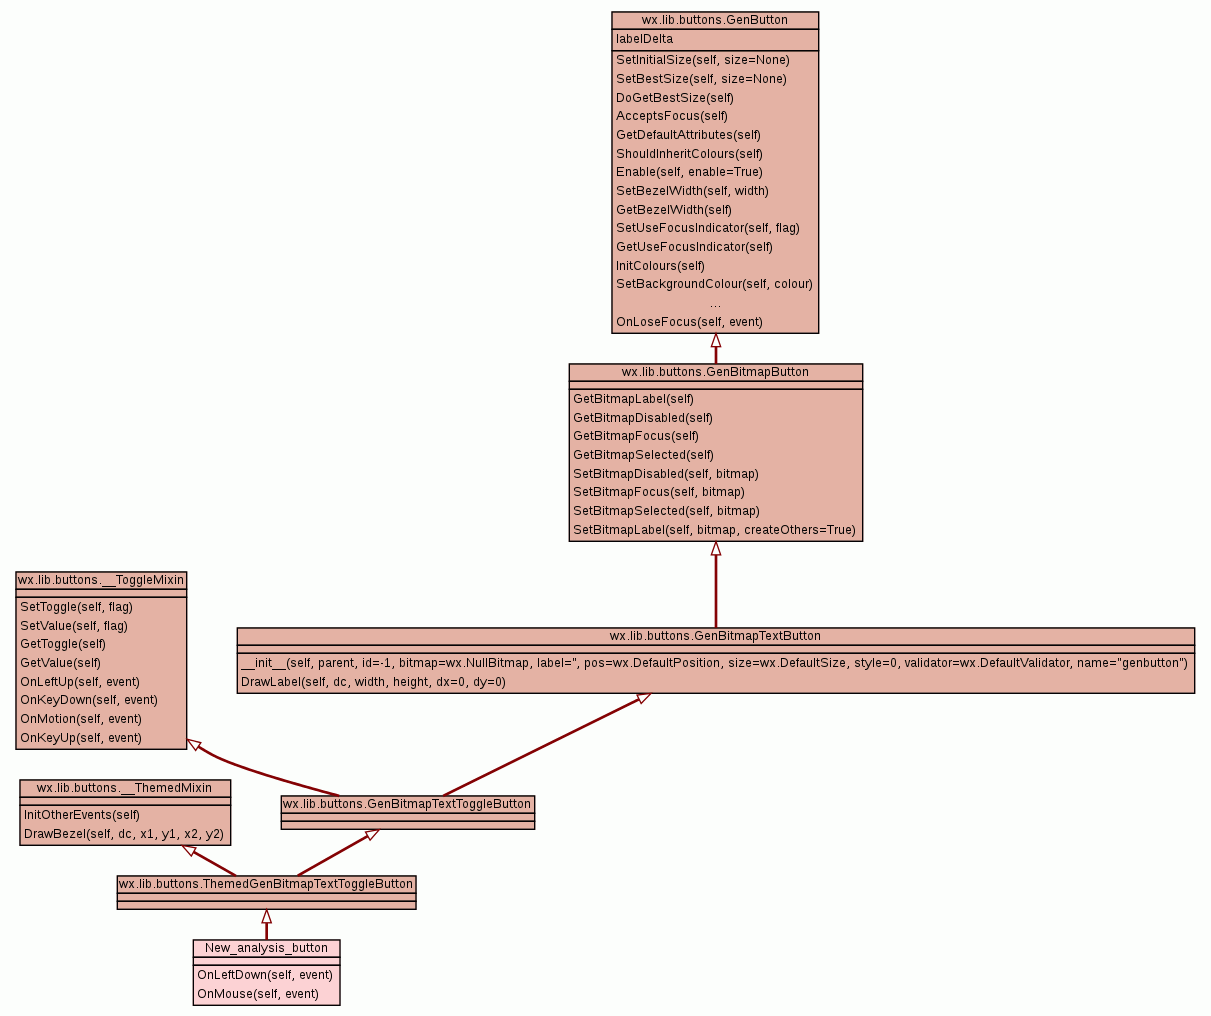 wx.lib.buttons.GenButton
labelDelta
SetInitialSize(self, size=None)
SetBestSize(self, size=None)
DoGetBestSize(self)
AcceptsFocus(self)
GetDefaultAttributes(self)
ShouldInheritColours(self)
Enable(self, enable=True)
SetBezelWidth(self, width)
GetBezelWidth(self)
SetUseFocusIndicator(self, flag)
GetUseFocusIndicator(self)
InitColours(self)
SetBackgroundColour(self, colour)
...
OnLoseFocus(self, event)
wx.lib.buttons.GenBitmapButton
GetBitmapLabel(self)
GetBitmapDisabled(self)
GetBitmapFocus(self)
GetBitmapSelected(self)
SetBitmapDisabled(self, bitmap)
SetBitmapFocus(self, bitmap)
SetBitmapSelected(self, bitmap)
SetBitmapLabel(self, bitmap, createOthers=True)
wx.lib.buttons.__ToggleMixin
SetToggle(self, flag)
SetValue(self, flag)
GetToggle(self)
GetValue(self)
OnLeftUp(self, event)
OnKeyDown(self, event)
OnMotion(self, event)
OnKeyUp(self, event)
wx.lib.buttons.GenBitmapTextButton
__init__(self, parent, id=-1, bitmap=wx.NullBitmap, label='', pos=wx.DefaultPosition, size=wx.DefaultSize, style=0, validator=wx.DefaultValidator, name="genbutton")
DrawLabel(self, dc, width, height, dx=0, dy=0)
wx.lib.buttons.__ThemedMixin
InitOtherEvents(self)
DrawBezel(self, dc, x1, y1, x2, y2)
wx.lib.buttons.GenBitmapTextToggleButton
wx.lib.buttons.ThemedGenBitmapTextToggleButton
New_analysis_button
OnLeftDown(self, event)
OnMouse(self, event)